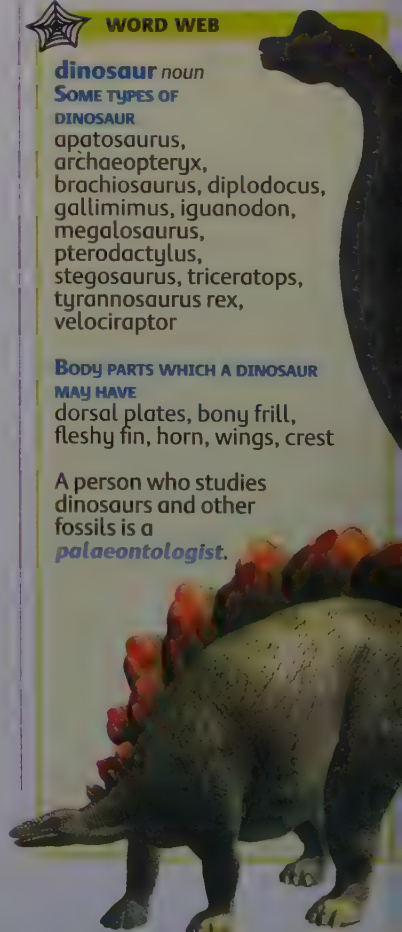 WORD WEB
dinosaur noun
SOME TYPES OF
DINOSAUR
apatosaurus,
archaeopteryx,
brachiosaurus, diplodocus,
gallimimus, iguanodon,
megalosaurus,
pterodactylus,
stegosaurus, triceratops,
tyrannosaurus rex,
velociraptor
BODY PARTS WHICH A DINOSAUR
MAY HAVE
dorsal plates, bony frill,
fleshy fin, horn, wings, crest
A person who studies
dinosaurs and other
fossils is a
palaeontologist.